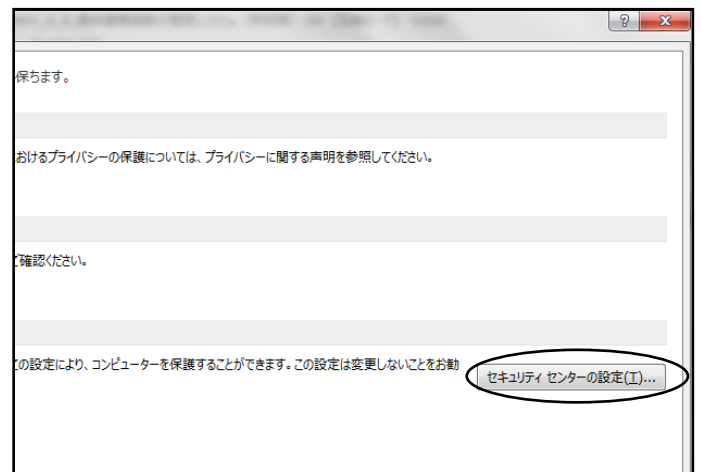 保ちます。
おけるプライバシーの保護については、プライバシーに関する声明を参照してください。
ご確認ください。
の設定により、コンピューターを保護することができます。この設定は変更しないことをお勧
セキュリティ センターの設定(T)...